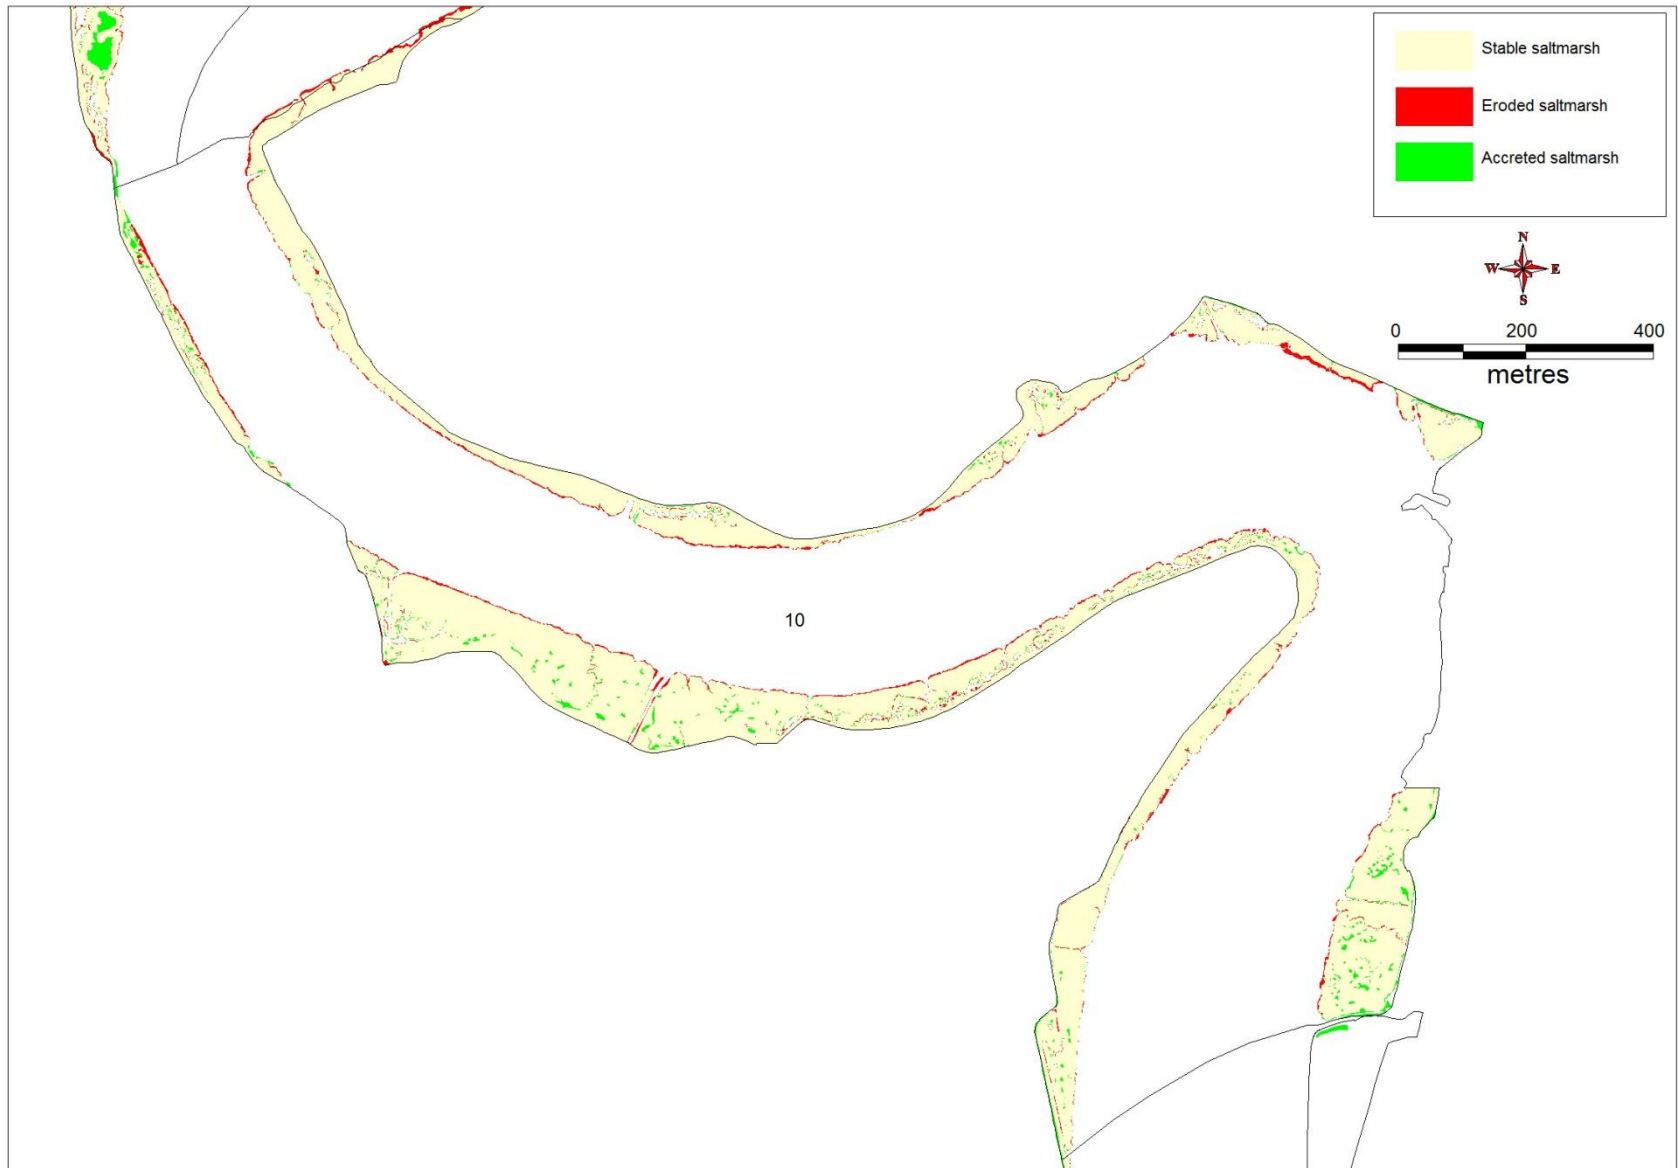 Stable saltmarsh
Eroded saltmarsh
Accreted saltmarsh
N
W E
S
0 200 400
metres
10